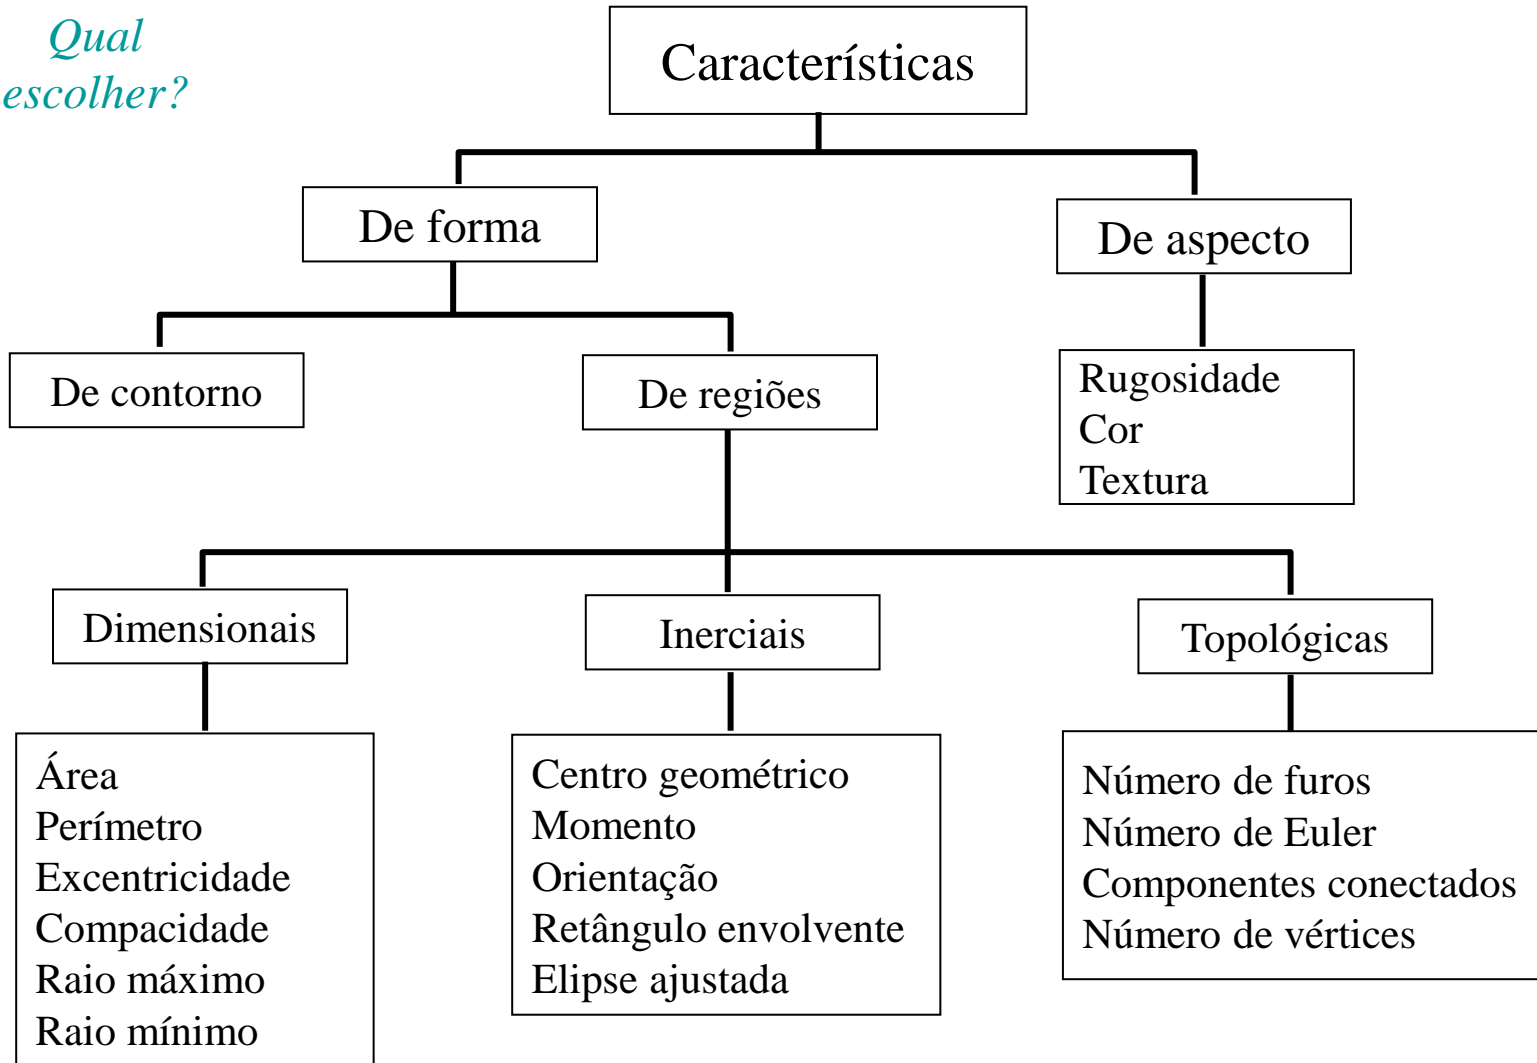 Qual
escolher?
Características
De forma
De aspecto
De contorno
De regiões
Rugosidade
Cor
Textura
Dimensionais
Inerciais
Topológicas
Área
Perímetro
Excentricidade
Compacidade
Raio máximo
Raio mínimo
Centro geométrico
Momento
Orientação
Retângulo envolvente
Elipse ajustada
Número de furos
Número de Euler
Componentes conectados
Número de vértices